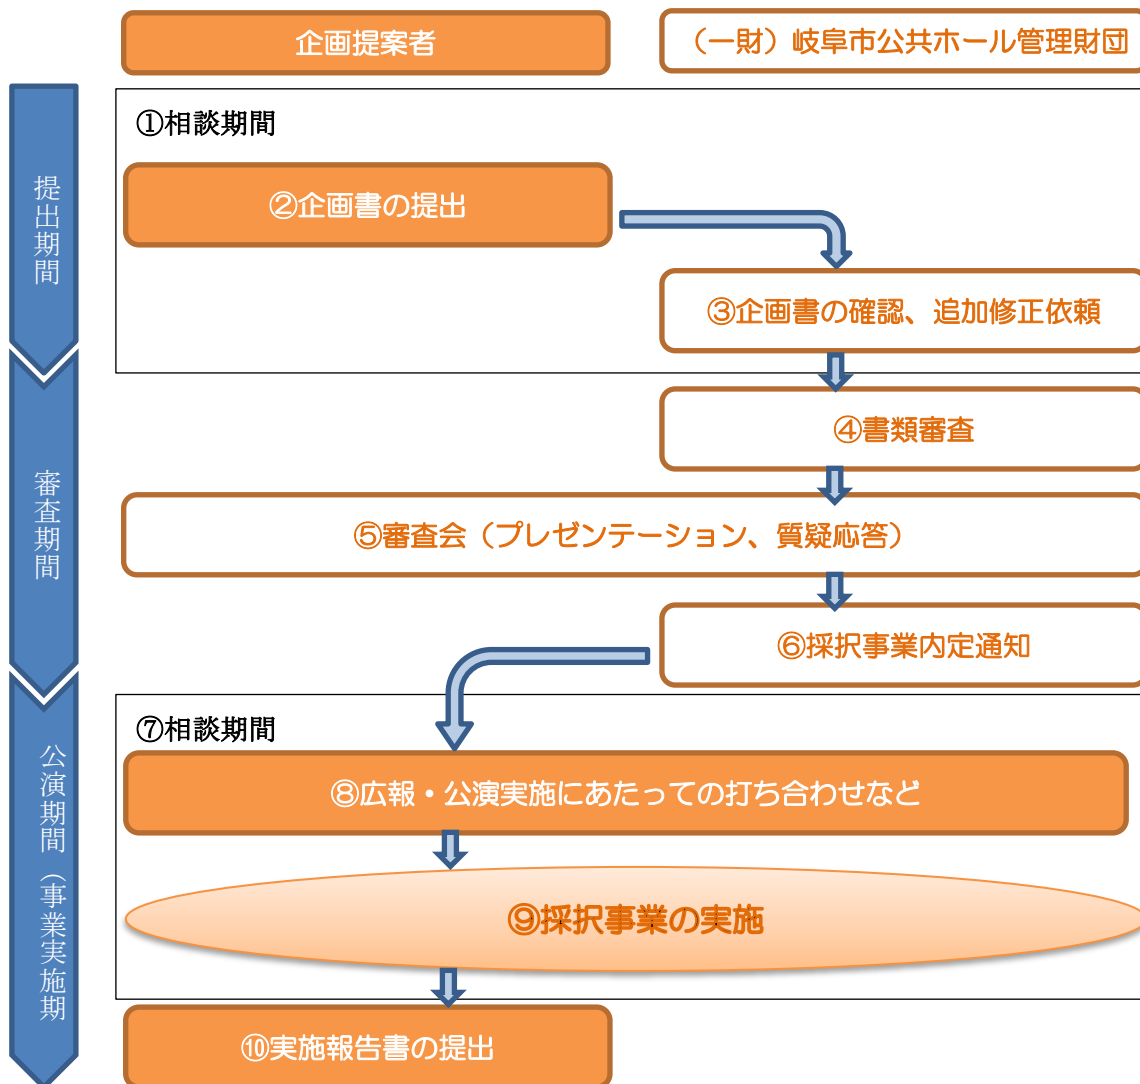 企画提案者
（一財）岐阜市公共ホール管理財団
提出期間
①相談期間
②企画書の提出
③企画書の確認、追加修正依頼
審査期間
④書類審査
⑤審査会（プレゼンテーション、質疑応答）
⑥採択事業内定通知
公演期間（事業実施期
⑦相談期間
⑧広報・公演実施にあたっての打ち合わせなど
⑨採択事業の実施
⑩実施報告書の提出